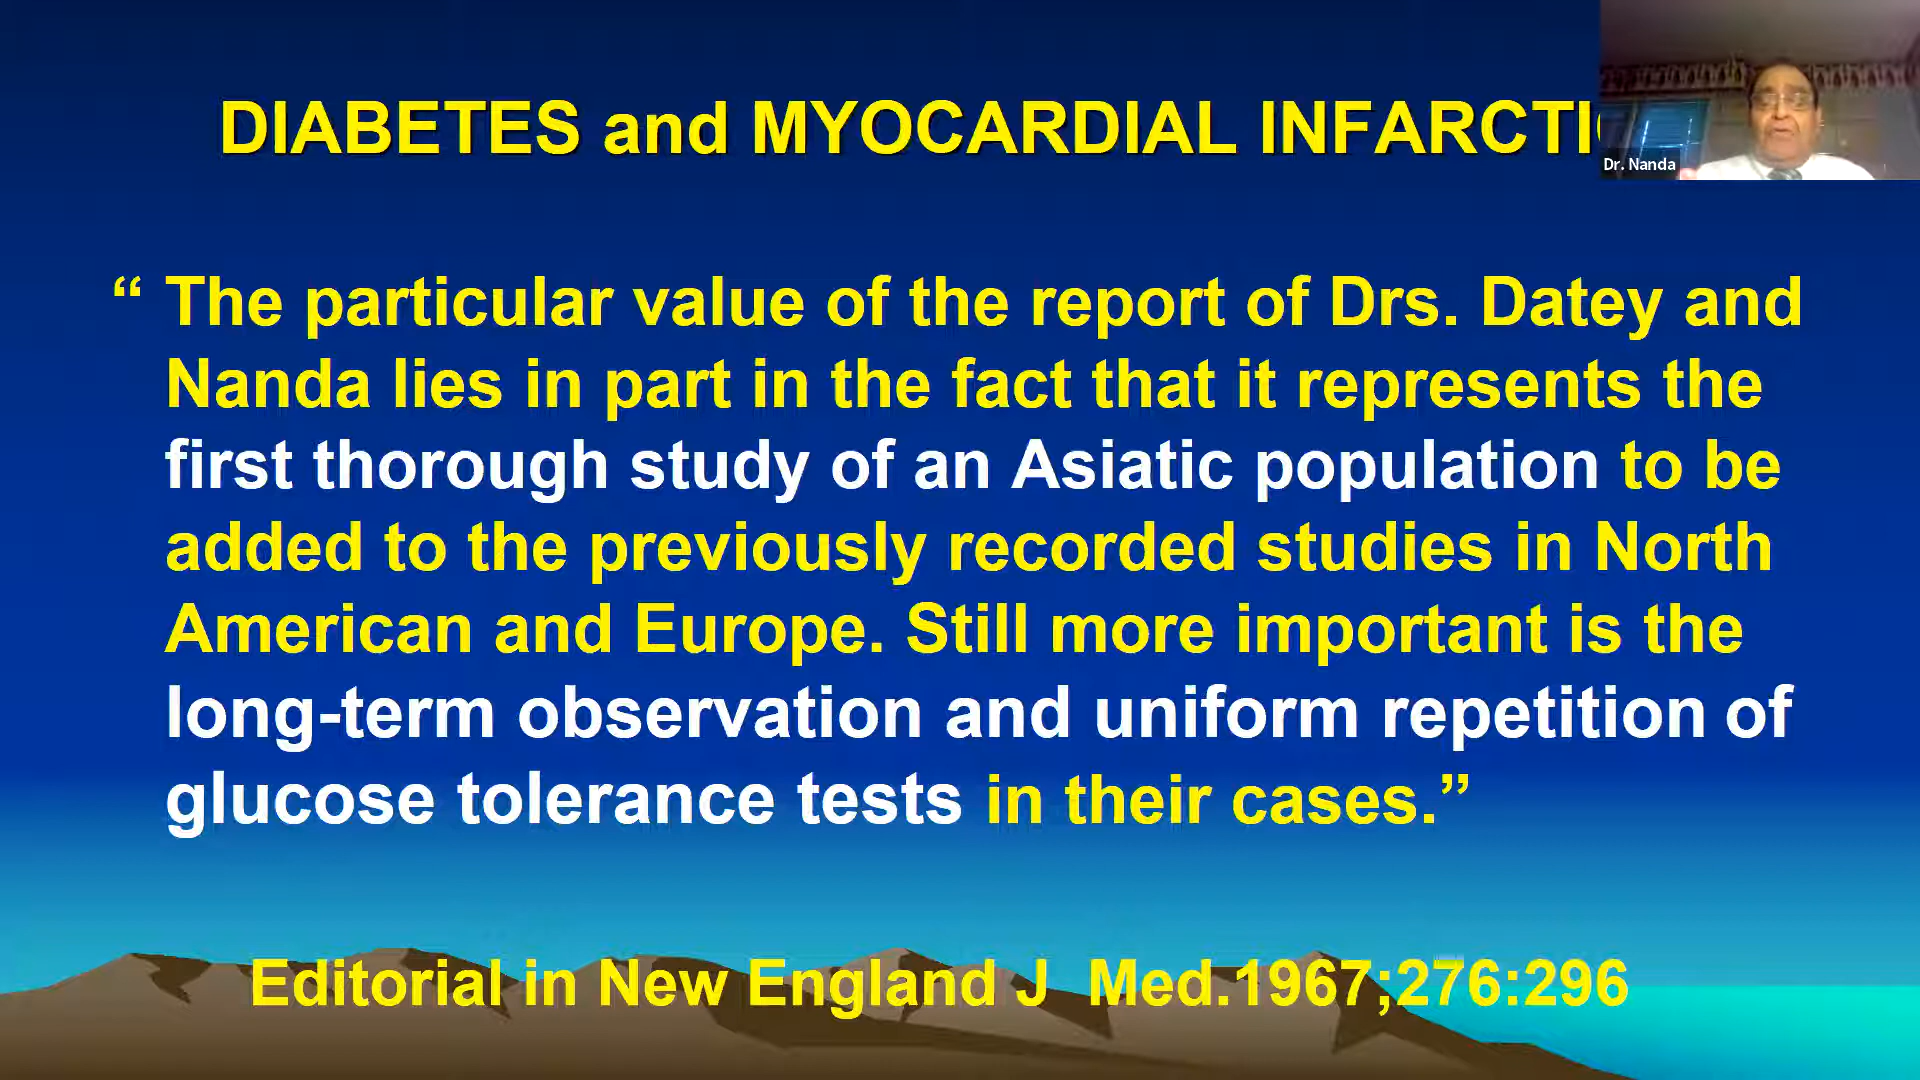 DIABETES and MYOCARDIAL INFARCTI
Dr. Nanda
“ The particular value of the report of Drs. Datey and
Nanda lies in part in the fact that it represents the
first thorough study of an Asiatic population to be
added to the previously recorded studies in North
American and Europe. Still more important is the
long-term observation and uniform repetition of
glucose tolerance tests in their cases.”
Editorial in New England J Med.1967;276:296